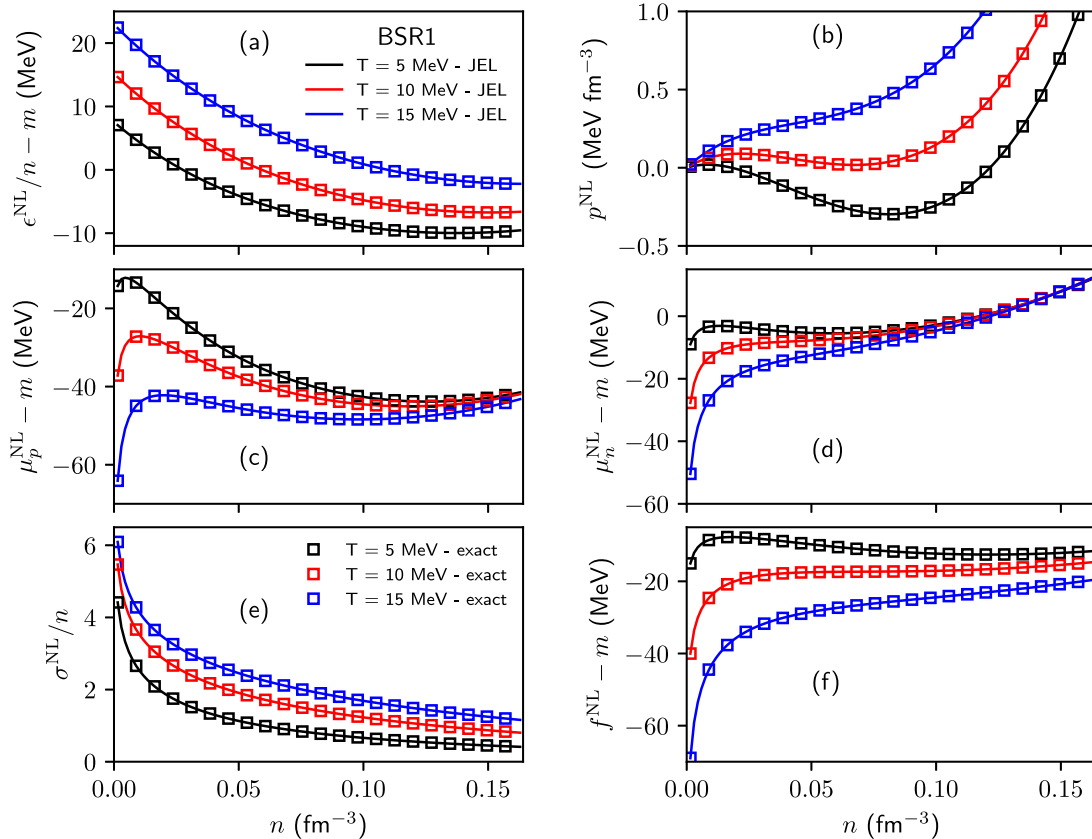 (a)
BSR1
T = 5 MeV - JEL
T = 10 MeV - JEL
T = 15 MeV - JEL
ϵ^NL/n − m (MeV)
20
10
0
−10
(b)
p^NL (MeV fm⁻³)
1.0
0.5
0.0
−0.5
(c)
μ_p^NL − m (MeV)
−20
−40
−60
(d)
μ_n^NL − m (MeV)
0
−20
−40
−60
(e)
T = 5 MeV - exact
T = 10 MeV - exact
T = 15 MeV - exact
σ^NL/n
6
4
2
0
0.00 0.05 0.10 0.15
n (fm⁻³)
(f)
f^NL − m (MeV)
−20
−40
−60
0.00 0.05 0.10 0.15
n (fm⁻³)